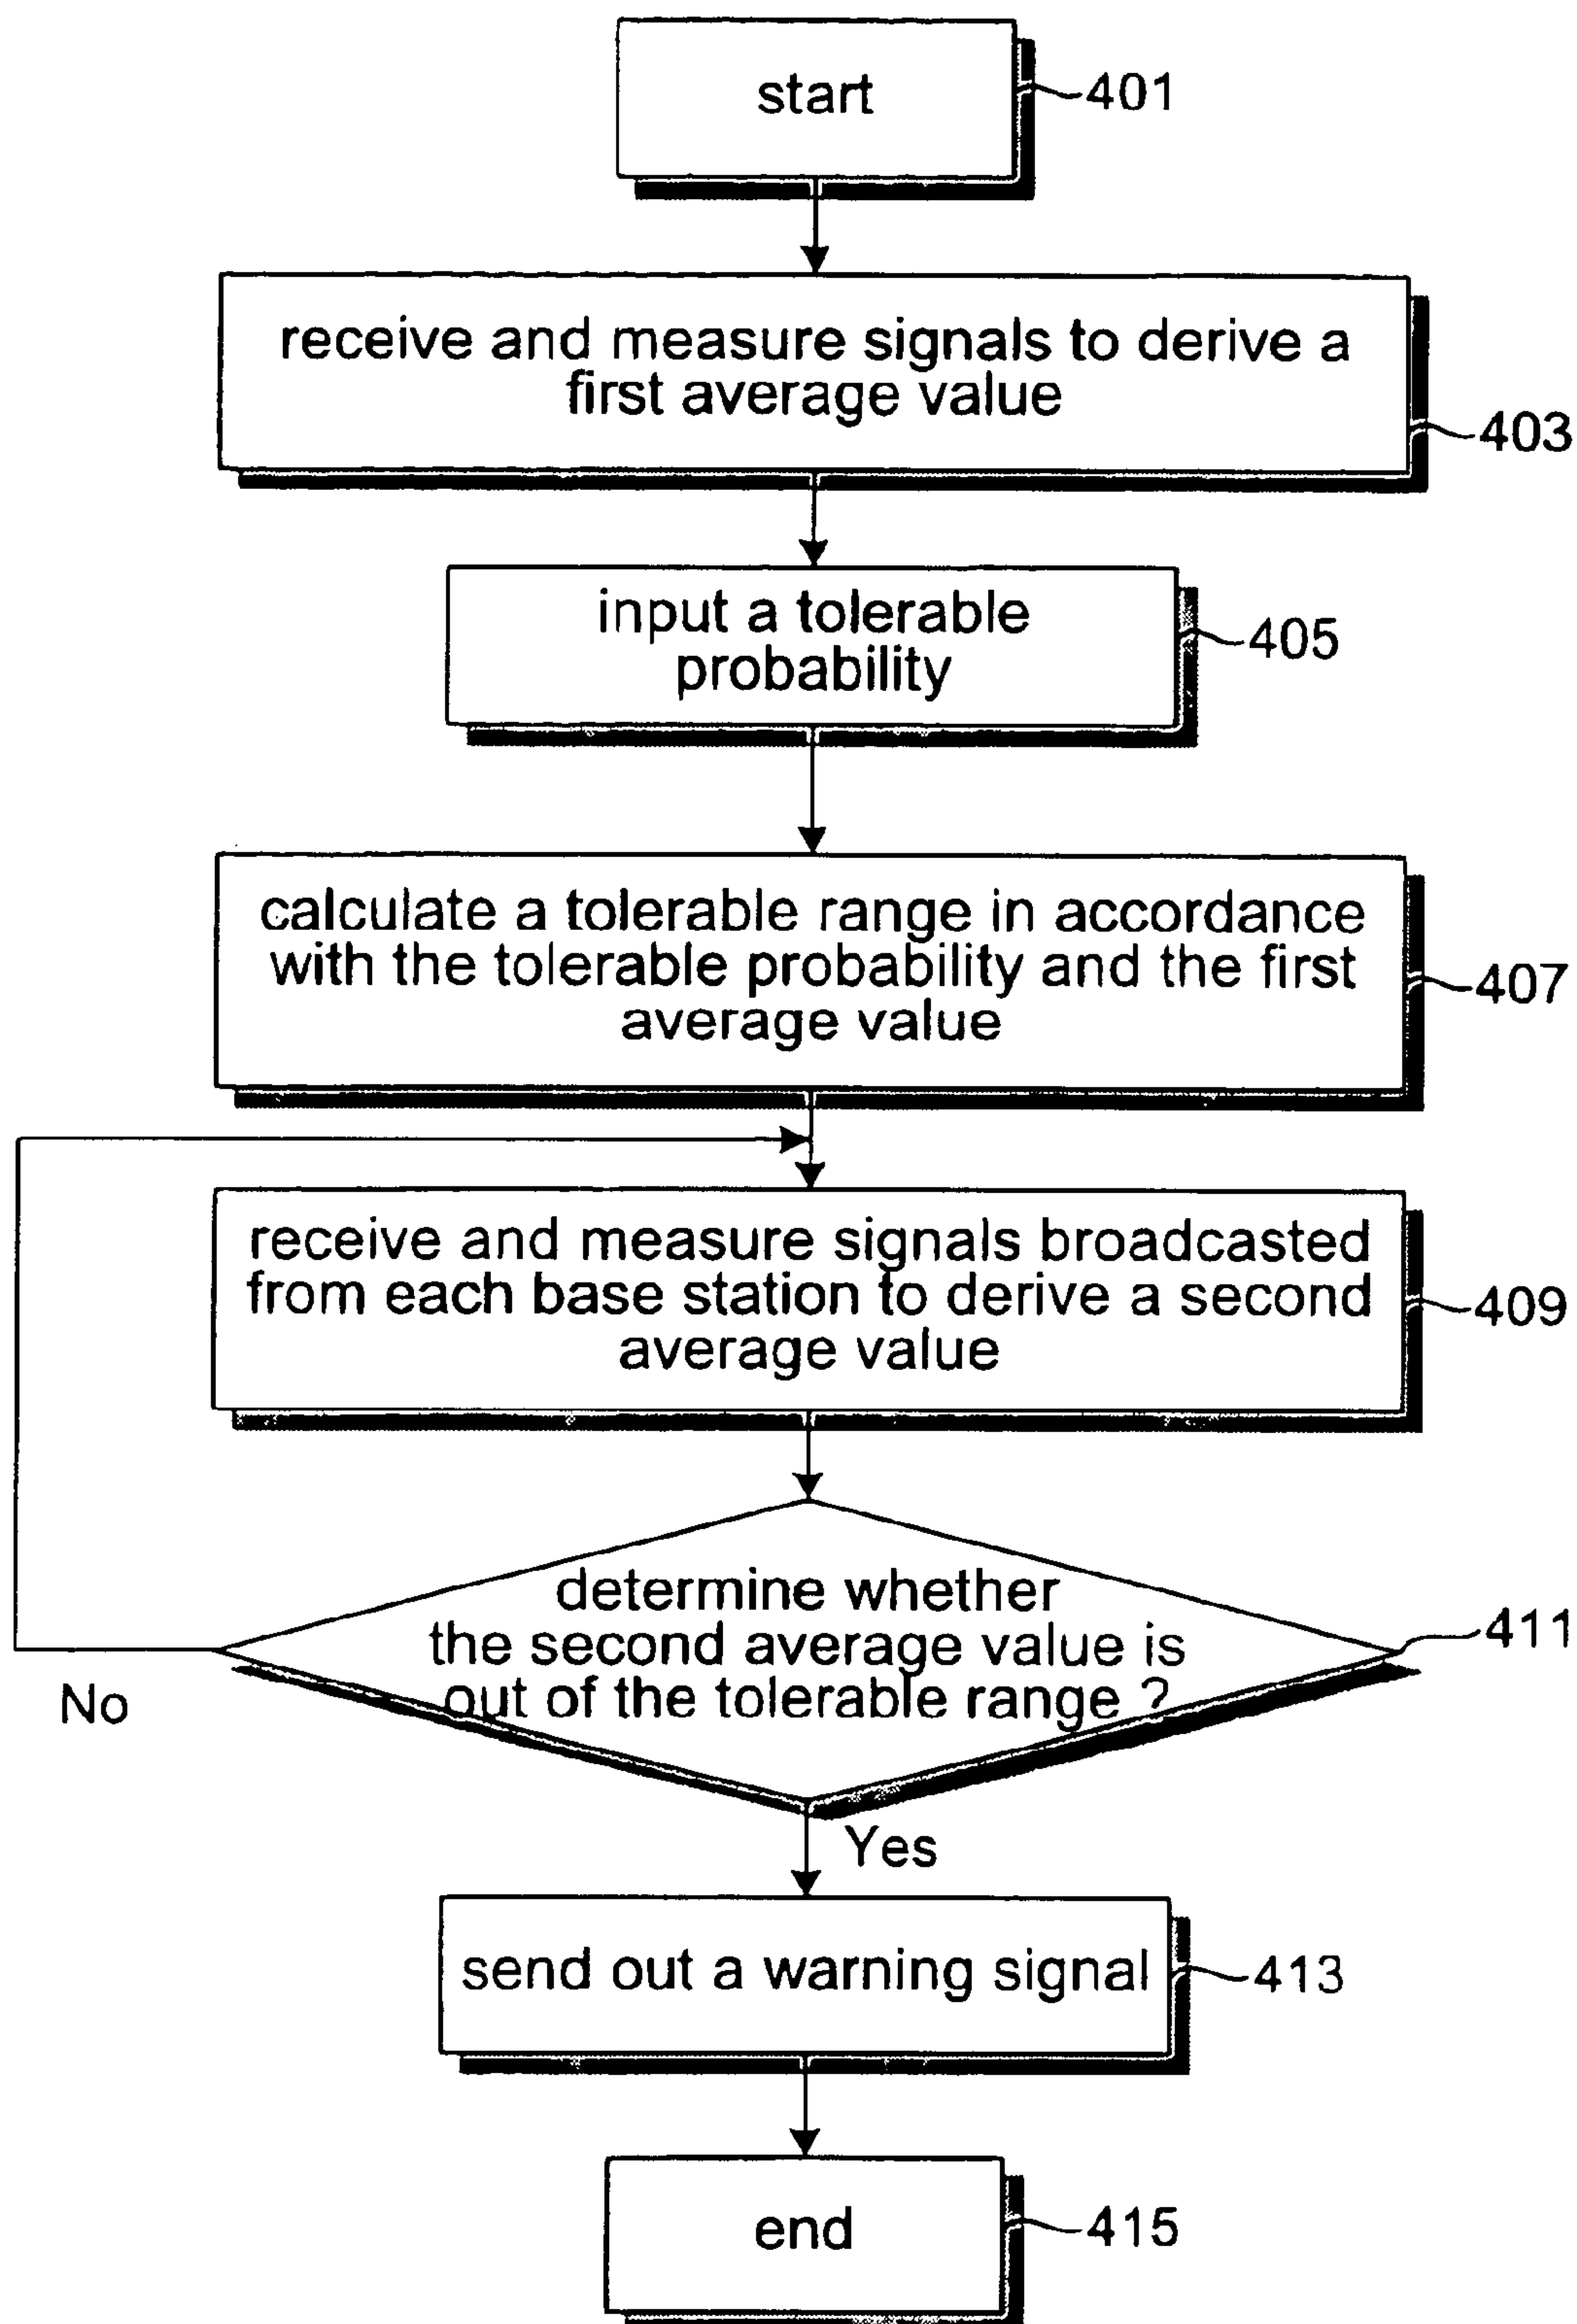 start
401
receive and measure signals to derive a
first average value
403
input a tolerable
probability
405
calculate a tolerable range in accordance
with the tolerable probability and the first
average value
407
receive and measure signals broadcasted
from each base station to derive a second
average value
409
determine whether
the second average value is
out of the tolerable range ?
411
No
Yes
send out a warning signal
413
end
415